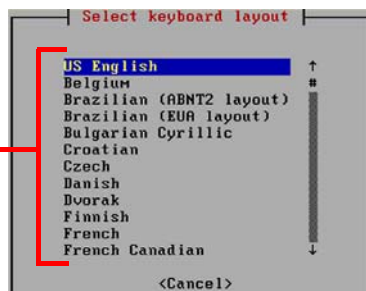 Select keyboard layout
US English
Belgium
Brazilian (ABNT2 layout)
Brazilian (EUA layout)
Bulgarian Cyrillic
Croatian
Czech
Danish
Dvorak
Finnish
French
French Canadian
<Cancel>